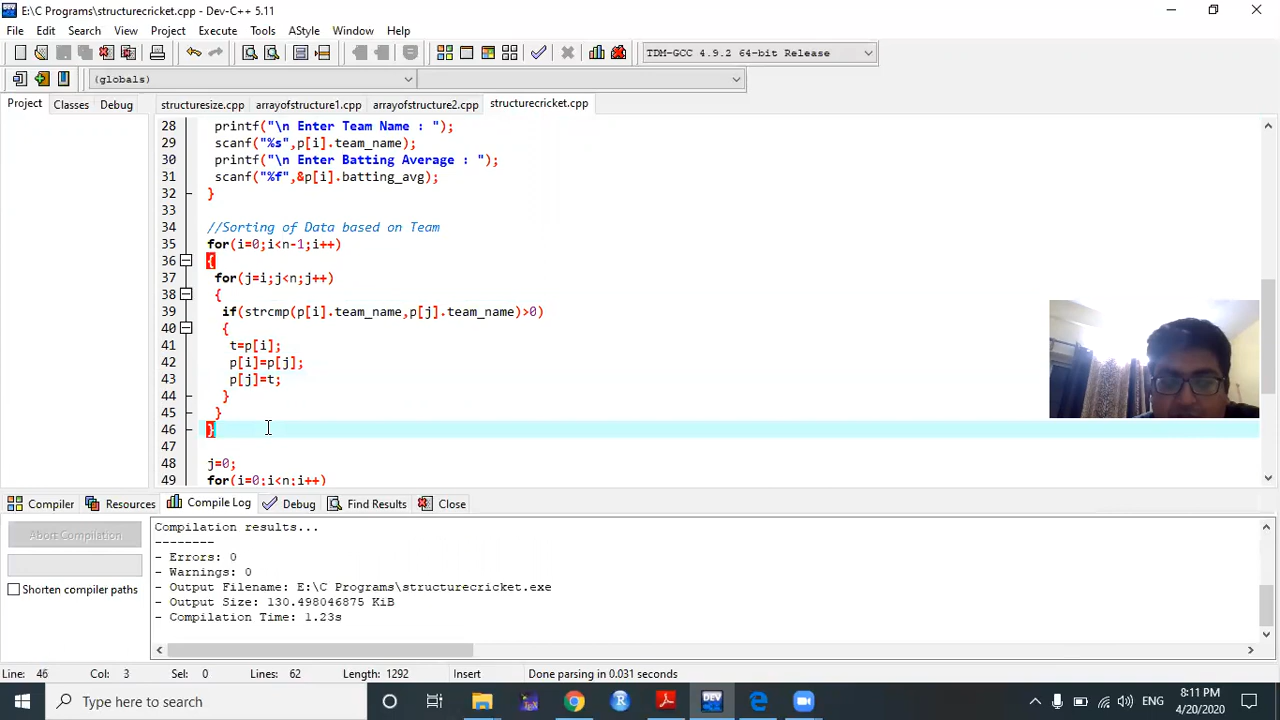 E:\C Programs\structurecricket.cpp - Dev-C++ 5.11
File Edit Search View Project Execute Tools AStyle Window Help
TDM-GCC 4.9.2 64-bit Release
(globals)
Project Classes Debug structuresize.cpp arrayofstructure1.cpp arrayofstructure2.cpp structurecricket.cpp
28 printf("\n Enter Team Name : ");
29 scanf("%s",p[i].team_name);
30 printf("\n Enter Batting Average : ");
31 scanf("%f",&p[i].batting_avg);
32 }
33
34 //Sorting of Data based on Team
35 for(i=0;i<n-1;i++)
36 {
37 for(j=i;j<n;j++)
38 {
39 if(strcmp(p[i].team_name,p[j].team_name)>0)
40 {
41 t=p[i];
42 p[i]=p[j];
43 p[j]=t;
44 }
45 }
46 }
47
48 j=0;
49 for(i=0;i<n;i++)
Compiler Resources Compile Log Debug Find Results Close
Abort Compilation
Shorten compiler paths
Compilation results...
--------
- Errors: 0
- Warnings: 0
- Output Filename: E:\C Programs\structurecricket.exe
- Output Size: 130.498046875 KiB
- Compilation Time: 1.23s
Line: 46 Col: 3 Sel: 0 Lines: 62 Length: 1292 Insert Done parsing in 0.031 seconds
Type here to search
DEV
ENG
8:11 PM
4/20/2020